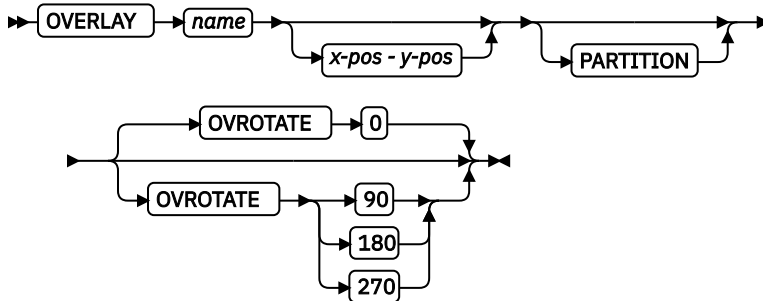 OVERLAY name
x-pos - y-pos PARTITION
OVROTATE 0
OVROTATE 90
180
270